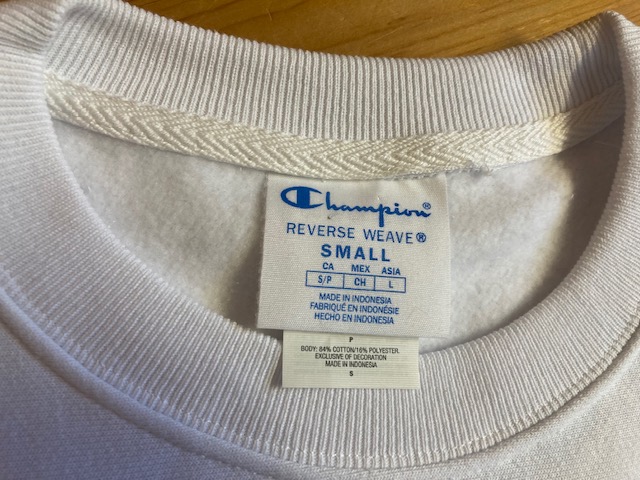 Champion®
REVERSE WEAVE®
SMALL
CA MEX ASIA
S/P CH L
MADE IN INDONESIA
FABRIQUÉ EN INDONÉSIE
HECHO EN INDONESIA
P
BODY: 84% COTTON/16% POLYESTER.
EXCLUSIVE OF DECORATION
MADE IN INDONESIA
S